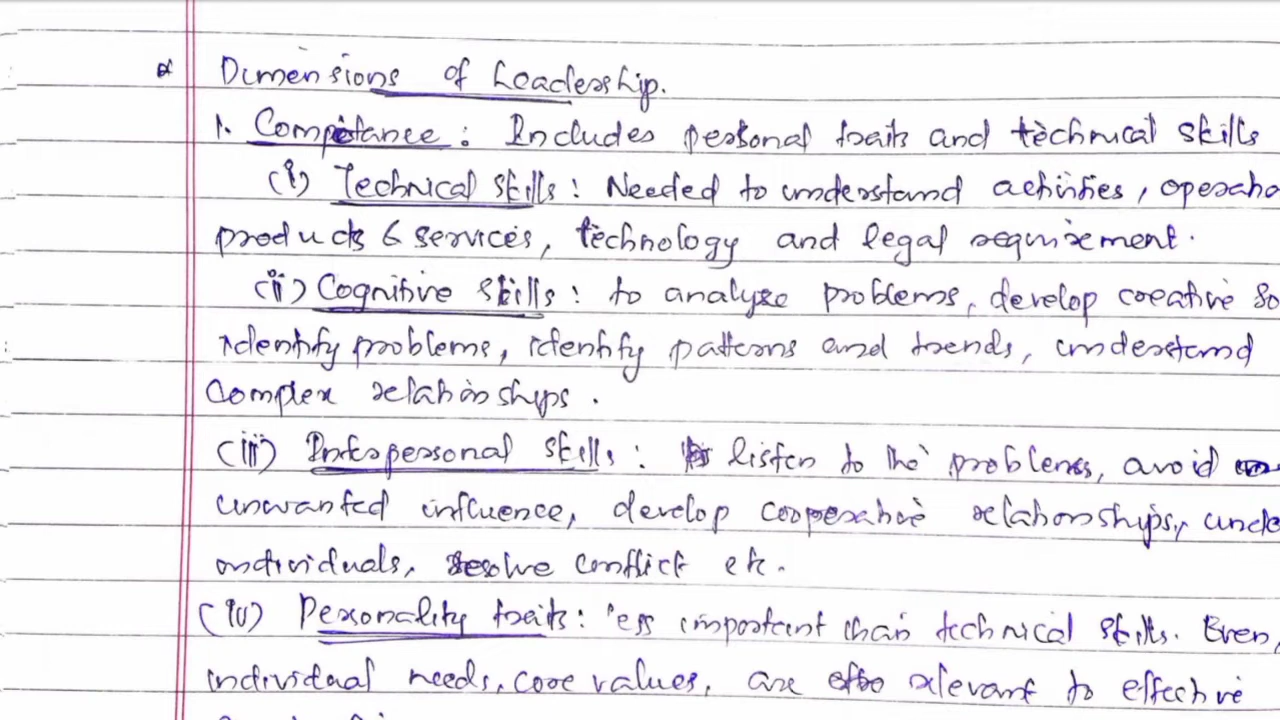 Dimensions of Leadership.
1. Competance : Includes personal traits and technical skills
(i) Technical skills : Needed to understand activities, operatio
products & services, technology and legal requirement.
(ii) Cognitive skills : to analyze problems, develop creative so
identify problems, identify patterns and trends, understand
Complex relationships.
(iii) Interpersonal skills : listen to the problems, avoid
unwanted influence, develop cooperative relationships, unde
individuals, resolve conflict etc.
(iv) Personality traits : less important than technical skills. Even,
individual needs, core values, are also relevant to effective